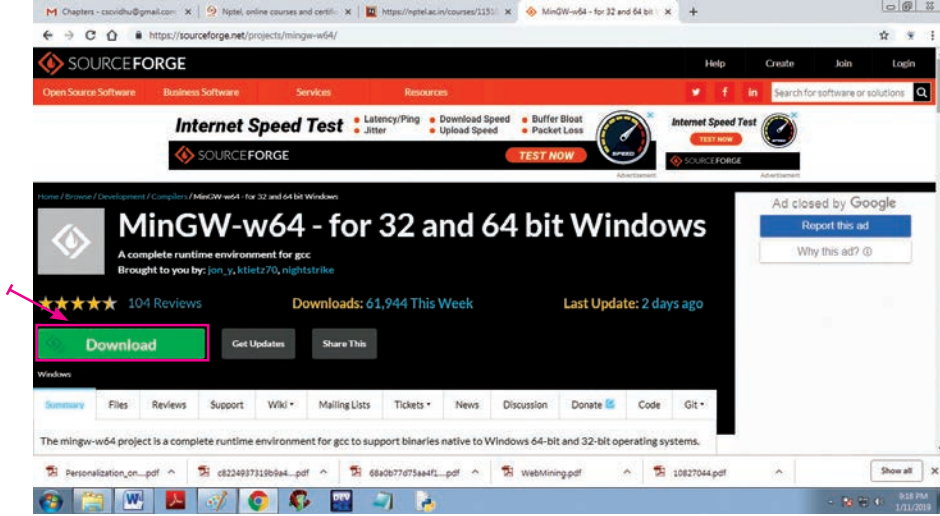 Chapters - cscvidhu@gmail.com
Nptel, online courses and certific
https://nptel.ac.in/courses/1151
MinGW-w64 - for 32 and 64 bit
https://sourceforge.net/projects/mingw-w64/
SOURCEFORGE
Help Create Join Login
Open Source Software Business Software Services Resources
Search for software or solutions
Internet Speed Test
Latency/Ping Download Speed Buffer Bloat
Jitter Upload Speed Packet Loss
SOURCEFORGE TEST NOW
SPEED
Advertisement
Internet Speed Test
TEST NOW
SOURCEFORGE
Advertisement
Home / Browse / Development / Compilers / MinGW-w64 - for 32 and 64 bit Windows
MinGW-w64 - for 32 and 64 bit Windows
A complete runtime environment for gcc
Brought to you by: jon_y, ktietz70, nightstrike
Ad closed by Google
Report this ad
Why this ad?
104 Reviews Downloads: 61,944 This Week Last Update: 2 days ago
Download Get Updates Share This
Windows
Summary Files Reviews Support Wiki Mailing Lists Tickets News Discussion Donate Code Git
The mingw-w64 project is a complete runtime environment for gcc to support binaries native to Windows 64-bit and 32-bit operating systems.
Personalization_on....pdf c8224937319b9a4....pdf 68a0b77d75aa4f1....pdf WebMining.pdf 10827044.pdf Show all
DEV
9:18 PM
1/11/2019